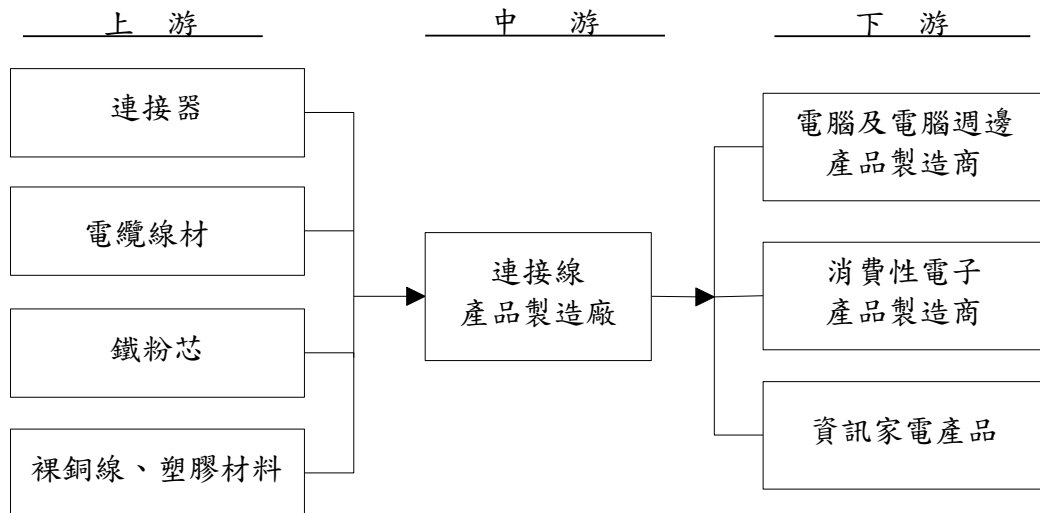 上 游
中 游
下 游
連接器
電纜線材
鐵粉芯
裸銅線、塑膠材料
連接線
產品製造廠
電腦及電腦週邊
產品製造商
消費性電子
產品製造商
資訊家電產品